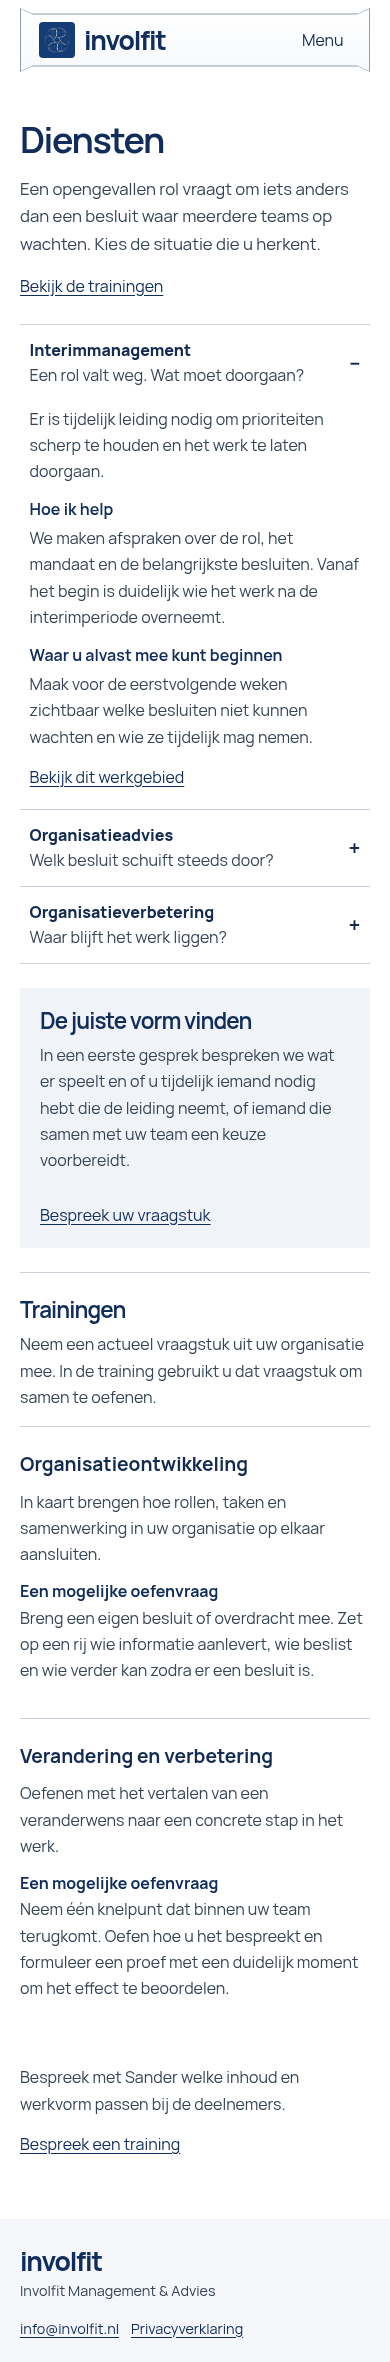 involfit
Menu
Diensten
Een opengevallen rol vraagt om iets anders
dan een besluit waar meerdere teams op
wachten. Kies de situatie die u herkent.
Bekijk de trainingen
Interimmanagement
Een rol valt weg. Wat moet doorgaan?
−
Er is tijdelijk leiding nodig om prioriteiten
scherp te houden en het werk te laten
doorgaan.
Hoe ik help
We maken afspraken over de rol, het
mandaat en de belangrijkste besluiten. Vanaf
het begin is duidelijk wie het werk na de
interimperiode overneemt.
Waar u alvast mee kunt beginnen
Maak voor de eerstvolgende weken
zichtbaar welke besluiten niet kunnen
wachten en wie ze tijdelijk mag nemen.
Bekijk dit werkgebied
Organisatieadvies
Welk besluit schuift steeds door?
+
Organisatieverbetering
Waar blijft het werk liggen?
+
De juiste vorm vinden
In een eerste gesprek bespreken we wat
er speelt en of u tijdelijk iemand nodig
hebt die de leiding neemt, of iemand die
samen met uw team een keuze
voorbereidt.
Bespreek uw vraagstuk
Trainingen
Neem een actueel vraagstuk uit uw organisatie
mee. In de training gebruikt u dat vraagstuk om
samen te oefenen.
Organisatieontwikkeling
In kaart brengen hoe rollen, taken en
samenwerking in uw organisatie op elkaar
aansluiten.
Een mogelijke oefenvraag
Breng een eigen besluit of overdracht mee. Zet
op een rij wie informatie aanlevert, wie beslist
en wie verder kan zodra er een besluit is.
Verandering en verbetering
Oefenen met het vertalen van een
veranderwens naar een concrete stap in het
werk.
Een mogelijke oefenvraag
Neem één knelpunt dat binnen uw team
terugkomt. Oefen hoe u het bespreekt en
formuleer een proef met een duidelijk moment
om het effect te beoordelen.
Bespreek met Sander welke inhoud en
werkvorm passen bij de deelnemers.
Bespreek een training
involfit
Involfit Management & Advies
info@involfit.nl Privacyverklaring